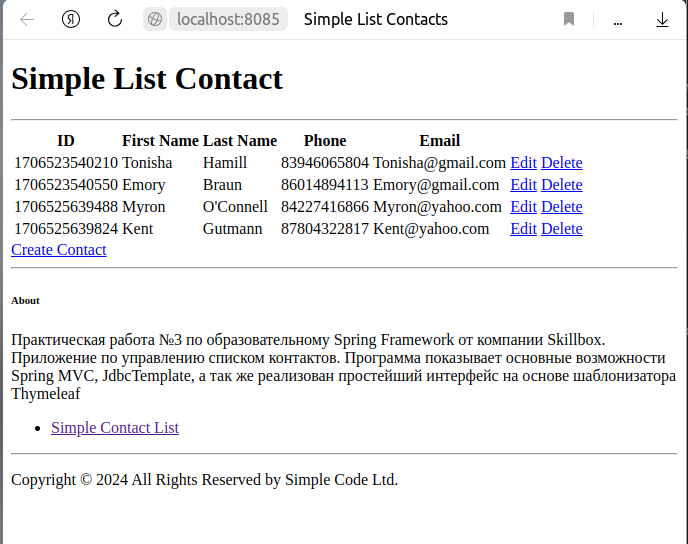 Я localhost:8085 Simple List Contacts ...
Simple List Contact
ID First Name Last Name Phone Email
1706523540210 Tonisha Hamill 83946065804 Tonisha@gmail.com Edit Delete
1706523540550 Emory Braun 86014894113 Emory@gmail.com Edit Delete
1706525639488 Myron O'Connell 84227416866 Myron@yahoo.com Edit Delete
1706525639824 Kent Gutmann 87804322817 Kent@yahoo.com Edit Delete
Create Contact
About
Практическая работа №3 по образовательному Spring Framework от компании Skillbox.
Приложение по управлению списком контактов. Программа показывает основные возможности
Spring MVC, JdbcTemplate, а так же реализован простейший интерфейс на основе шаблонизатора
Thymeleaf
• Simple Contact List
Copyright © 2024 All Rights Reserved by Simple Code Ltd.